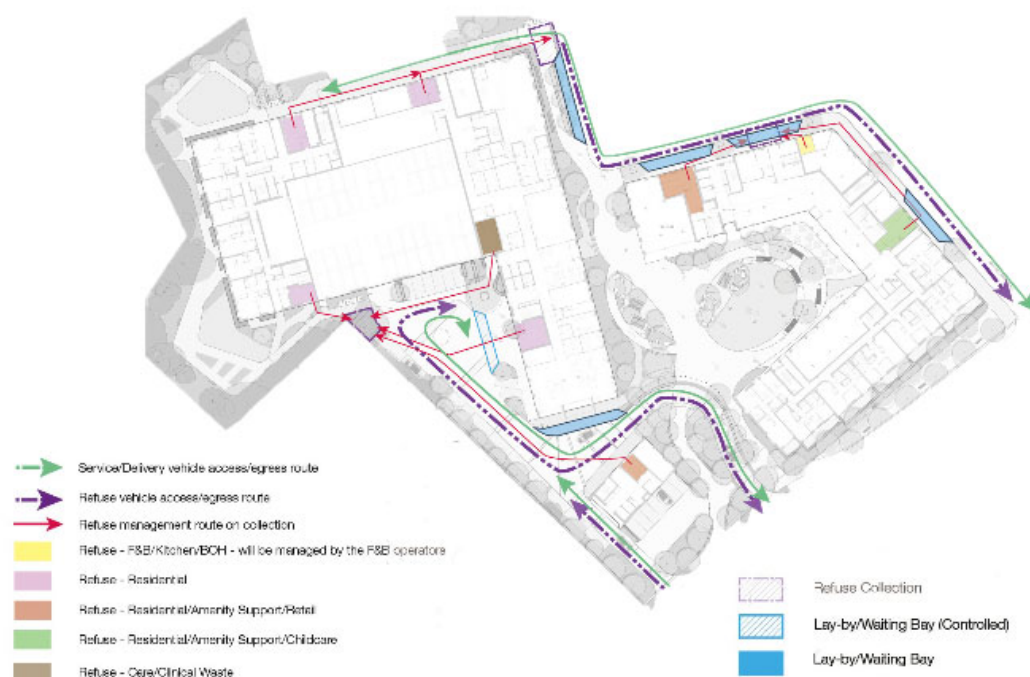 Service/Delivery vehicle access/egress route
Refuse vehicle access/egress route
Refuse management route on collection
Refuse - F&B/Kitchen/BOH - will be managed by the F&B operators
Refuse - Residential
Refuse - Residential/Amenity Support/Retail
Refuse - Residential/Amenity Support/Childcare
Refuse - Care/Clinical Waste
Refuse Collection
Lay-by/Waiting Bay (Controlled)
Lay-by/Waiting Bay